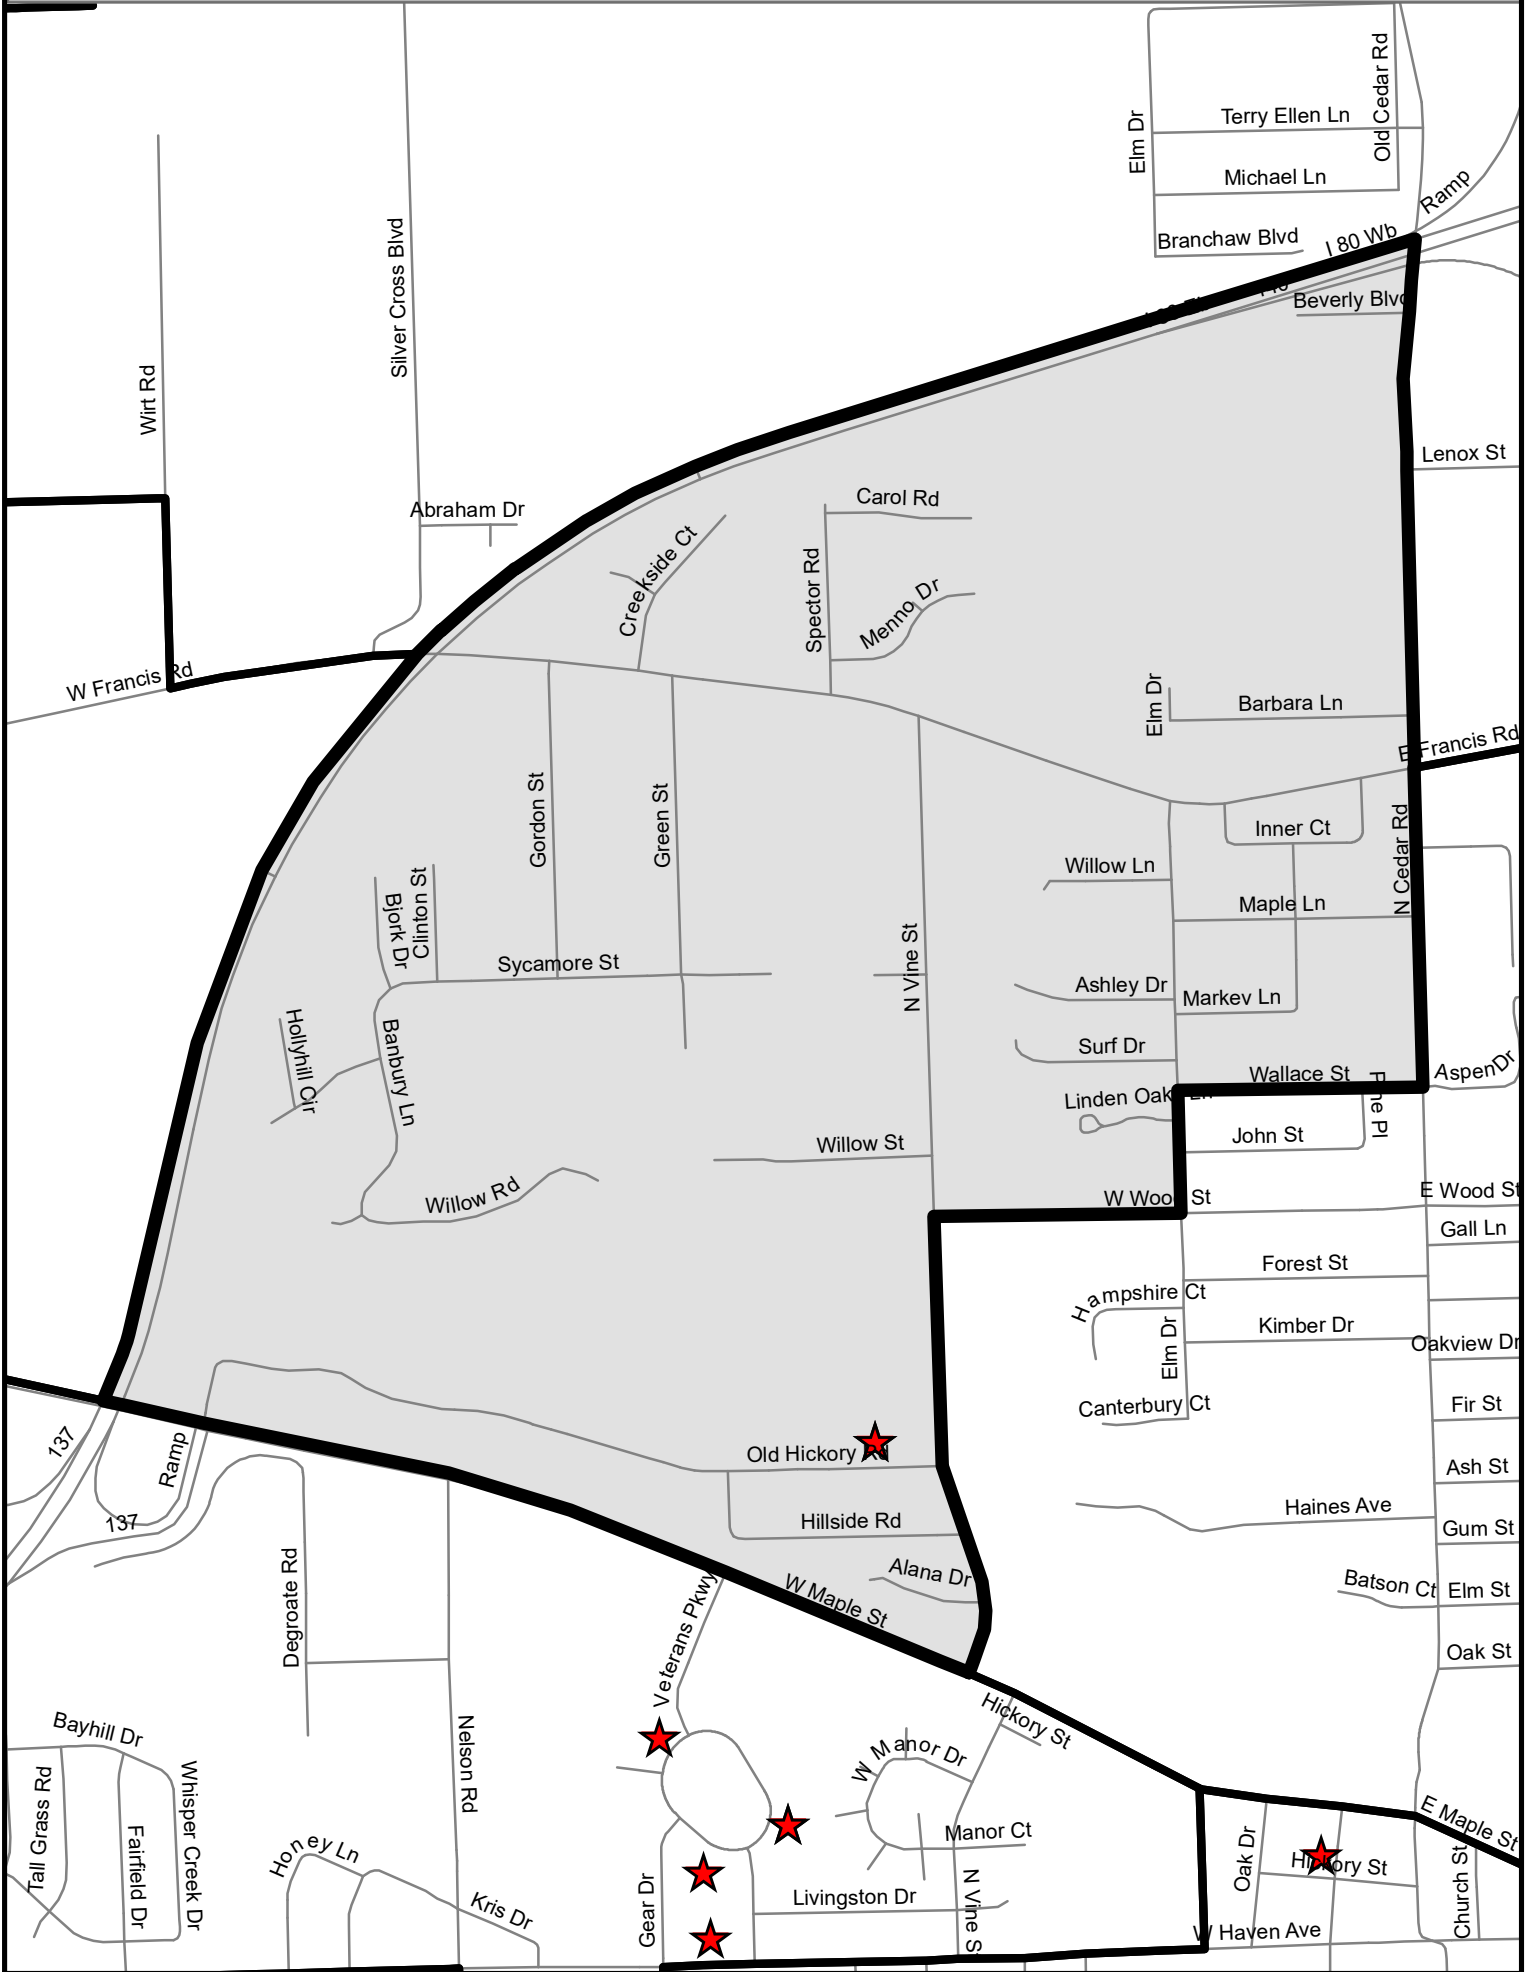 Old Cedar Rd
Terry Ellen Ln
Elm Dr
Michael Ln
Ramp
Branchaw Blvd
I 80 Wb
Silver Cross Blvd
Beverly Blvd
Wirt Rd
Lenox St
Abraham Dr
Carol Rd
Creekside Ct
Spector Rd
Menno Dr
W Francis Rd
Elm Dr
Barbara Ln
E Francis Rd
Gordon St
Green St
Inner Ct
N Cedar Rd
Willow Ln
Bjork Dr
Clinton St
Maple Ln
Sycamore St
N Vine St
Ashley Dr
Markev Ln
Hollyhill Cir
Banbury Ln
Surf Dr
Wallace St
Pine Pl
Aspen Dr
Linden Oaks Ln
John St
Willow St
Willow Rd
W Wood St
E Wood St
Gall Ln
Forest St
Hampshire Ct
Kimber Dr
Elm Dr
Oakview Dr
Canterbury Ct
Fir St
137
Ramp
Old Hickory Rd
Ash St
137
Hillside Rd
Haines Ave
Gum St
Degroate Rd
Alana Dr
W Maple St
Batson Ct
Elm St
Veterans Pkwy
Oak St
Hickory St
Bayhill Dr
Nelson Rd
W Manor Dr
Tall Grass Rd
Whisper Creek Dr
Fairfield Dr
Honey Ln
Manor Ct
E Maple St
Oak Dr
Hickory St
Kris Dr
Gear Dr
Livingston Dr
N Vine S
W Haven Ave
Church St